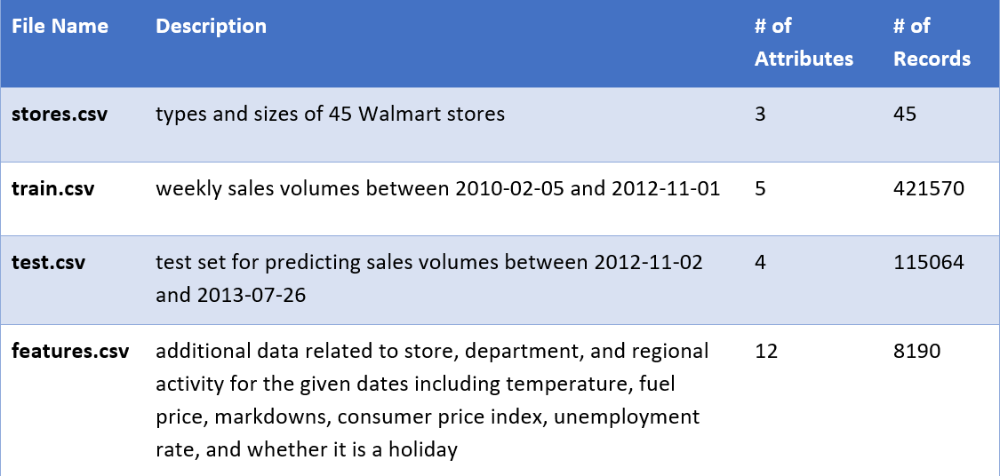 File Name Description # of Attributes # of Records
stores.csv types and sizes of 45 Walmart stores 3 45
train.csv weekly sales volumes between 2010-02-05 and 2012-11-01 5 421570
test.csv test set for predicting sales volumes between 2012-11-02 4 115064
and 2013-07-26
features.csv additional data related to store, department, and regional 12 8190
activity for the given dates including temperature, fuel
price, markdowns, consumer price index, unemployment
rate, and whether it is a holiday